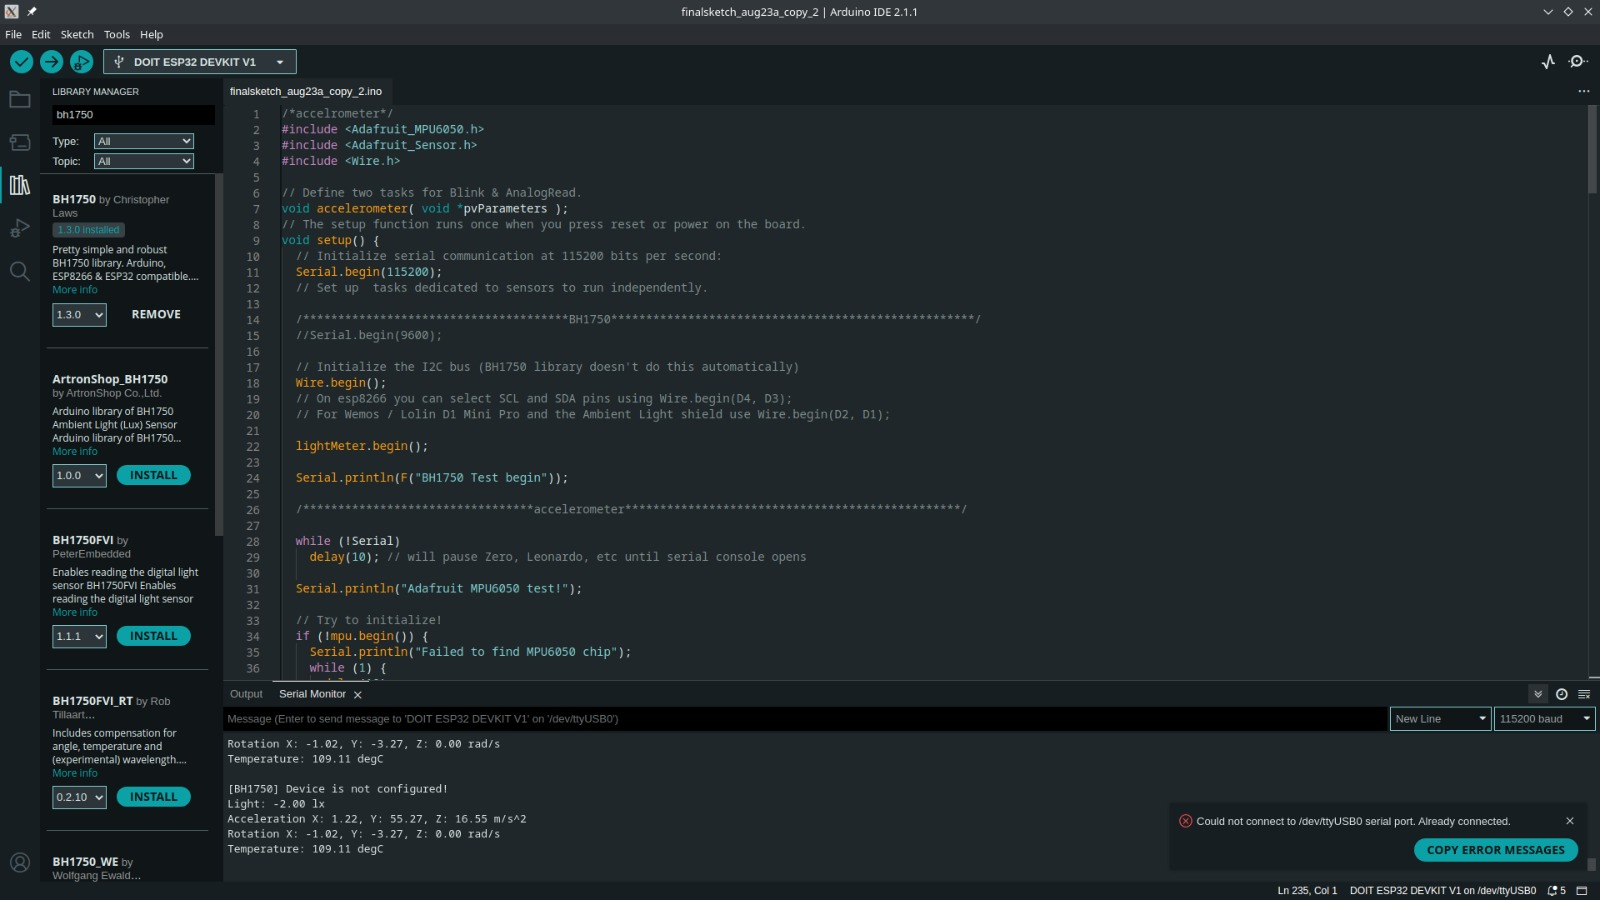 finalsketch_aug23a_copy_2 | Arduino IDE 2.1.1
File Edit Sketch Tools Help
DOIT ESP32 DEVKIT V1
LIBRARY MANAGER
bh1750
Type: All
Topic: All
BH1750 by Christopher
Laws
1.3.0 installed
Pretty simple and robust
BH1750 library. Arduino,
ESP8266 & ESP32 compatible....
More info
1.3.0 REMOVE
ArtronShop_BH1750
by ArtronShop Co.,Ltd.
Arduino library of BH1750
Ambient Light (Lux) Sensor
Arduino library of BH1750...
More info
1.0.0 INSTALL
BH1750FVI by
PeterEmbedded
Enables reading the digital light
sensor BH1750FVI Enables
reading the digital light sensor
More info
1.1.1 INSTALL
BH1750FVI_RT by Rob
Tillaart...
Includes compensation for
angle, temperature and
(experimental) wavelength....
More info
0.2.10 INSTALL
BH1750_WE by
Wolfgang Ewald...
finalsketch_aug23a_copy_2.ino
1 /*accelrometer*/
2 #include <Adafruit_MPU6050.h>
3 #include <Adafruit_Sensor.h>
4 #include <Wire.h>
5
6 // Define two tasks for Blink & AnalogRead.
7 void accelerometer( void *pvParameters );
8 // The setup function runs once when you press reset or power on the board.
9 void setup() {
10 // Initialize serial communication at 115200 bits per second:
11 Serial.begin(115200);
12 // Set up  tasks dedicated to sensors to run independently.
13
14 /**************************************BH1750****************************************************/
15 //Serial.begin(9600);
16
17 // Initialize the I2C bus (BH1750 library doesn't do this automatically)
18 Wire.begin();
19 // On esp8266 you can select SCL and SDA pins using Wire.begin(D4, D3);
20 // For Wemos / Lolin D1 Mini Pro and the Ambient Light shield use Wire.begin(D2, D1);
21
22 lightMeter.begin();
23
24 Serial.println(F("BH1750 Test begin"));
25
26 /*********************************accelerometer************************************************/
27
28 while (!Serial)
29 delay(10); // will pause Zero, Leonardo, etc until serial console opens
30
31 Serial.println("Adafruit MPU6050 test!");
32
33 // Try to initialize!
34 if (!mpu.begin()) {
35 Serial.println("Failed to find MPU6050 chip");
36 while (1) {
Output Serial Monitor
Message (Enter to send message to 'DOIT ESP32 DEVKIT V1' on '/dev/ttyUSB0')
New Line 115200 baud
Rotation X: -1.02, Y: -3.27, Z: 0.00 rad/s
Temperature: 109.11 degC
[BH1750] Device is not configured!
Light: -2.00 lx
Acceleration X: 1.22, Y: 55.27, Z: 16.55 m/s^2
Rotation X: -1.02, Y: -3.27, Z: 0.00 rad/s
Temperature: 109.11 degC
Could not connect to /dev/ttyUSB0 serial port. Already connected.
COPY ERROR MESSAGES
Ln 235, Col 1 DOIT ESP32 DEVKIT V1 on /dev/ttyUSB0 5